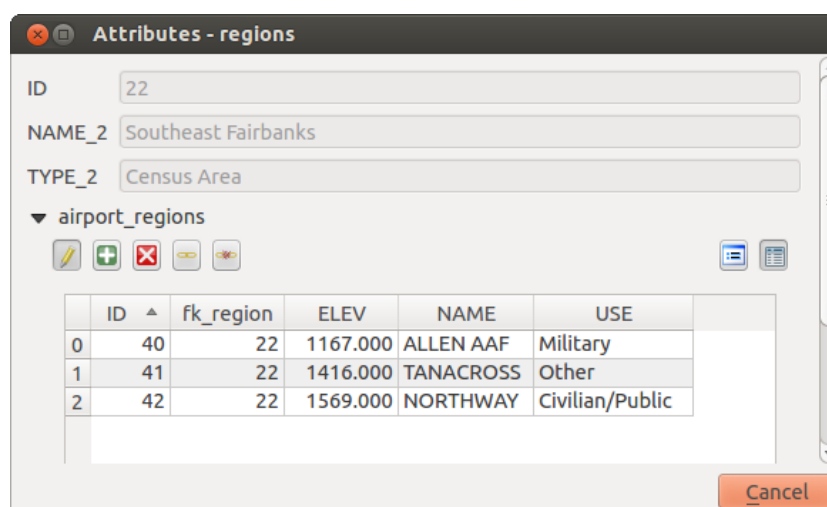 Attributes - regions
ID 22
NAME_2 Southeast Fairbanks
TYPE_2 Census Area
airport_regions
ID fk_region ELEV NAME USE
0 40 22 1167.000 ALLEN AAF Military
1 41 22 1416.000 TANACROSS Other
2 42 22 1569.000 NORTHWAY Civilian/Public
Cancel